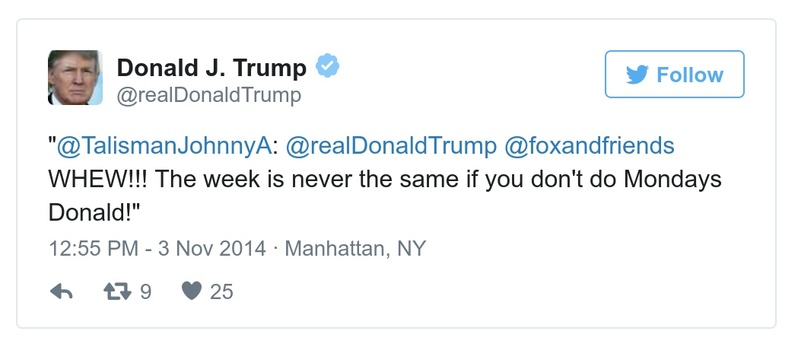 Donald J. Trump
@realDonaldTrump
Follow
"@TalismanJohnnyA: @realDonaldTrump @foxandfriends
WHEW!!! The week is never the same if you don't do Mondays
Donald!"
12:55 PM - 3 Nov 2014 · Manhattan, NY
9 25